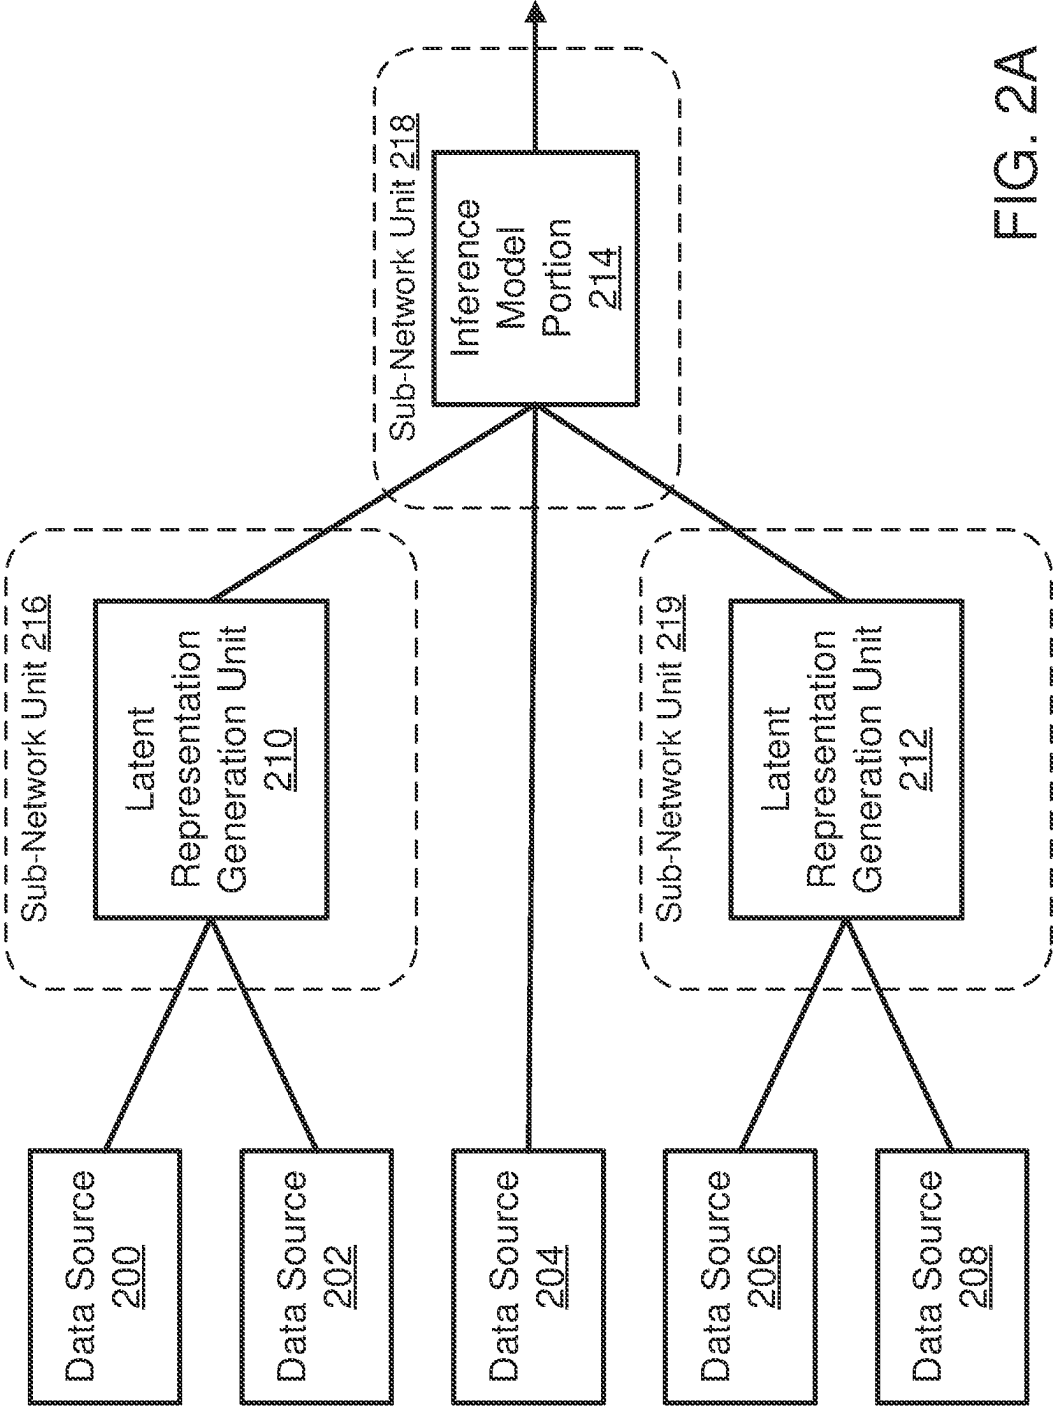 Data Source
200
Data Source
202
Data Source
204
Data Source
206
Data Source
208
Sub-Network Unit 216
Latent
Representation
Generation Unit
210
Sub-Network Unit 219
Latent
Representation
Generation Unit
212
Sub-Network Unit 218
Inference
Model
Portion
214
FIG. 2A